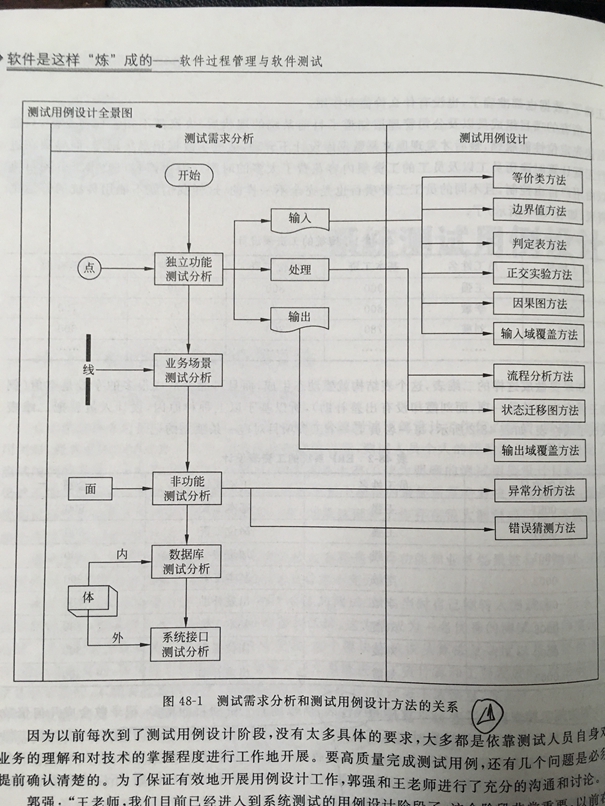 软件是这样“炼”成的——软件过程管理与软件测试
测试用例设计全景图
测试需求分析
测试用例设计
开始
等价类方法
输入
边界值方法
判定表方法
点
独立功能
测试分析
处理
正交实验方法
因果图方法
输出
输入域覆盖方法
线
业务场景
测试分析
流程分析方法
状态迁移图方法
输出域覆盖方法
面
非功能
测试分析
异常分析方法
错误猜测方法
内
数据库
测试分析
体
外
系统接口
测试分析
图 48-1 测试需求分析和测试用例设计方法的关系
因为以前每次到了测试用例设计阶段,没有太多具体的要求,大多都是依靠测试人员自身对
业务的理解和对技术的掌握程度进行工作地开展。要高质量完成测试用例,还有几个问题是必须
提前确认清楚的。为了保证有效地开展用例设计工作,郭强和王老师进行了充分的沟通和讨论。
郭强:“王老师,我们目前已经进入到系统测试的用例设计阶段了